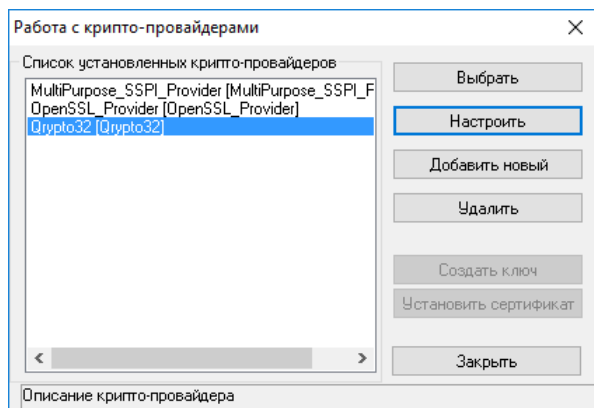 Работа с крипто-провайдерами
Список установленных крипто-провайдеров
MultiPurpose_SSPI_Provider [MultiPurpose_SSPI_F
OpenSSL_Provider [OpenSSL_Provider]
Qrypto32 [Qrypto32]
Выбрать
Настроить
Добавить новый
Удалить
Создать ключ
Установить сертификат
Закрыть
Описание крипто-провайдера